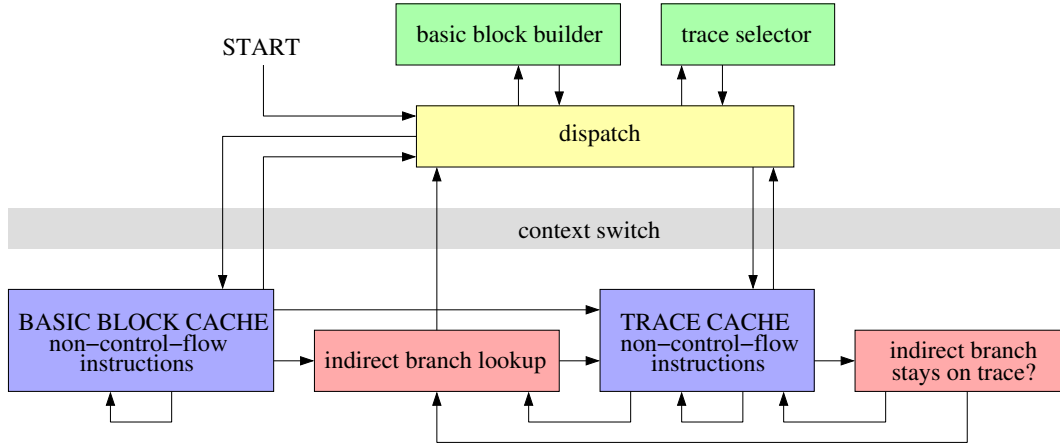 basic block builder
trace selector
START
dispatch
context switch
BASIC BLOCK CACHE
non−control−flow
instructions
indirect branch lookup
TRACE CACHE
non−control−flow
instructions
indirect branch
stays on trace?